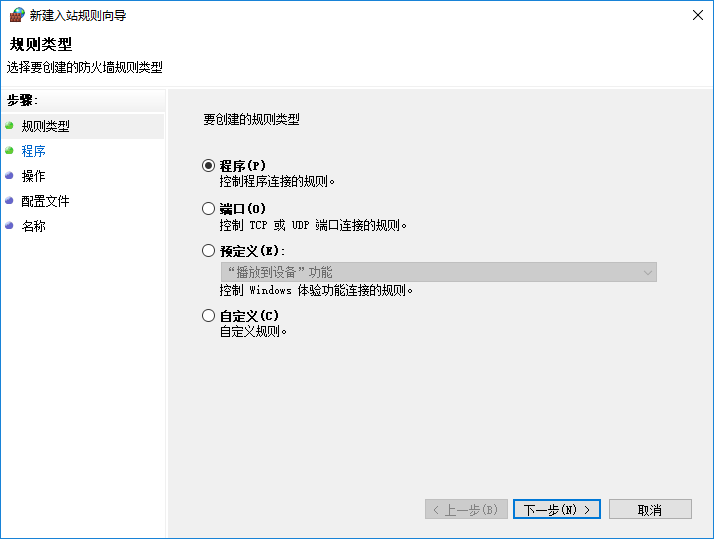 新建入站规则向导
规则类型
选择要创建的防火墙规则类型
步骤:
规则类型
程序
操作
配置文件
名称
要创建的规则类型
程序(P)
控制程序连接的规则。
端口(O)
控制 TCP 或 UDP 端口连接的规则。
预定义(E):
“播放到设备”功能
控制 Windows 体验功能连接的规则。
自定义(C)
自定义规则。
< 上一步(B)
下一步(N) >
取消